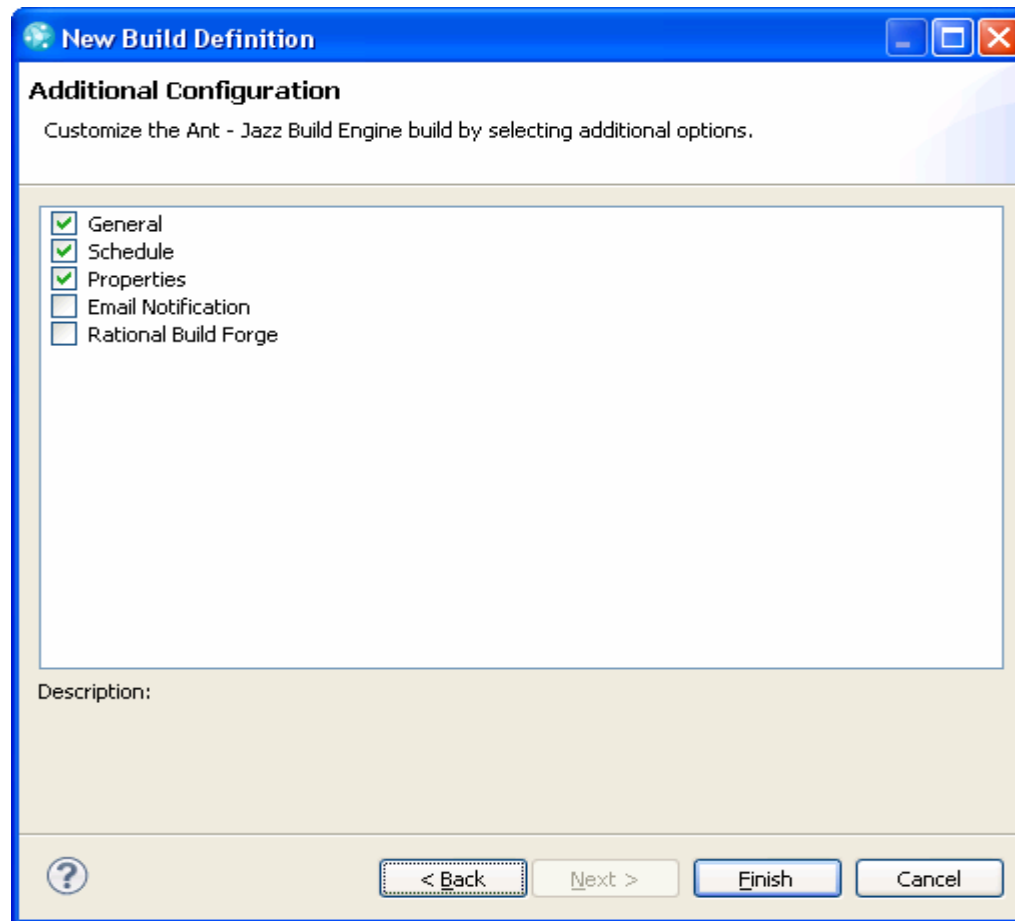 New Build Definition
Additional Configuration
Customize the Ant - Jazz Build Engine build by selecting additional options.
General
Schedule
Properties
Email Notification
Rational Build Forge
Description:
? < Back Next > Finish Cancel